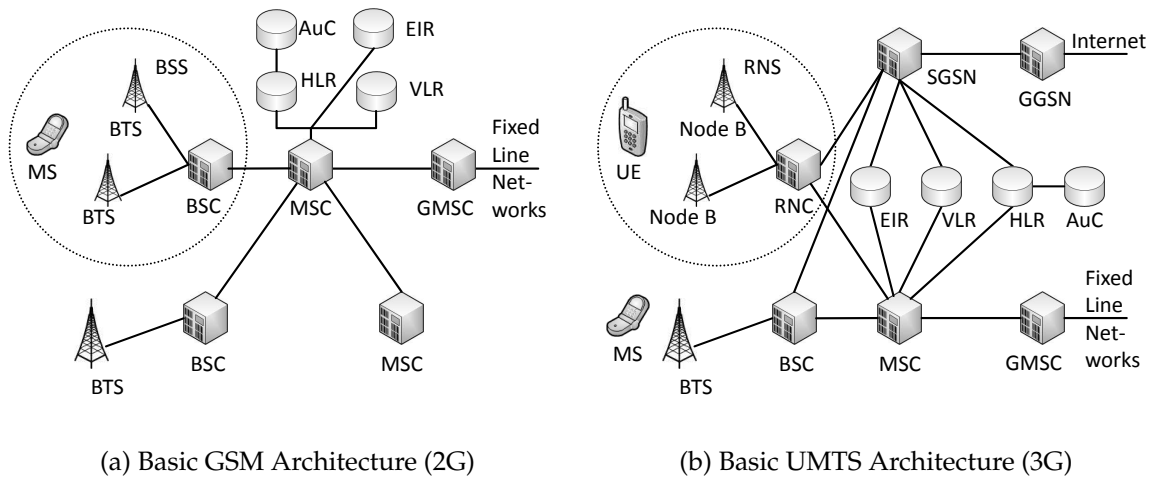 AuC
EIR
BSS
HLR
VLR
BTS
MS
BTS
BSC
MSC
GMSC
Fixed
Line
Net-
works
BTS
BSC
MSC
(a) Basic GSM Architecture (2G)
RNS
SGSN
GGSN
Internet
Node B
UE
Node B
RNC
EIR
VLR
HLR
AuC
MS
BTS
BSC
MSC
GMSC
Fixed
Line
Net-
works
(b) Basic UMTS Architecture (3G)